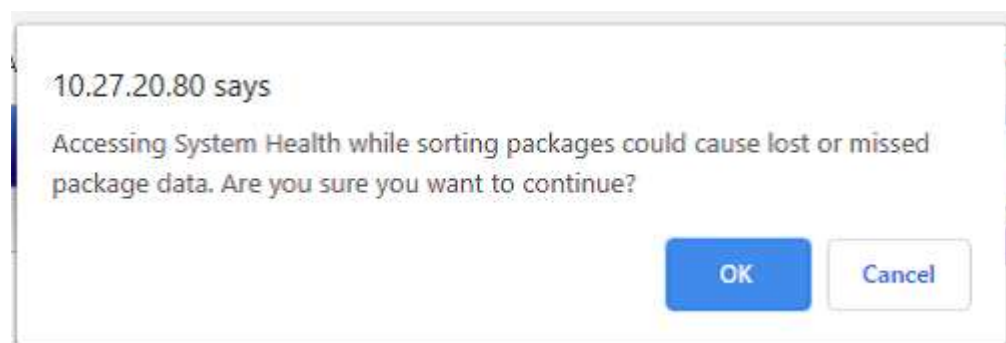 10.27.20.80 says
Accessing System Health while sorting packages could cause lost or missed
package data. Are you sure you want to continue?
OK Cancel